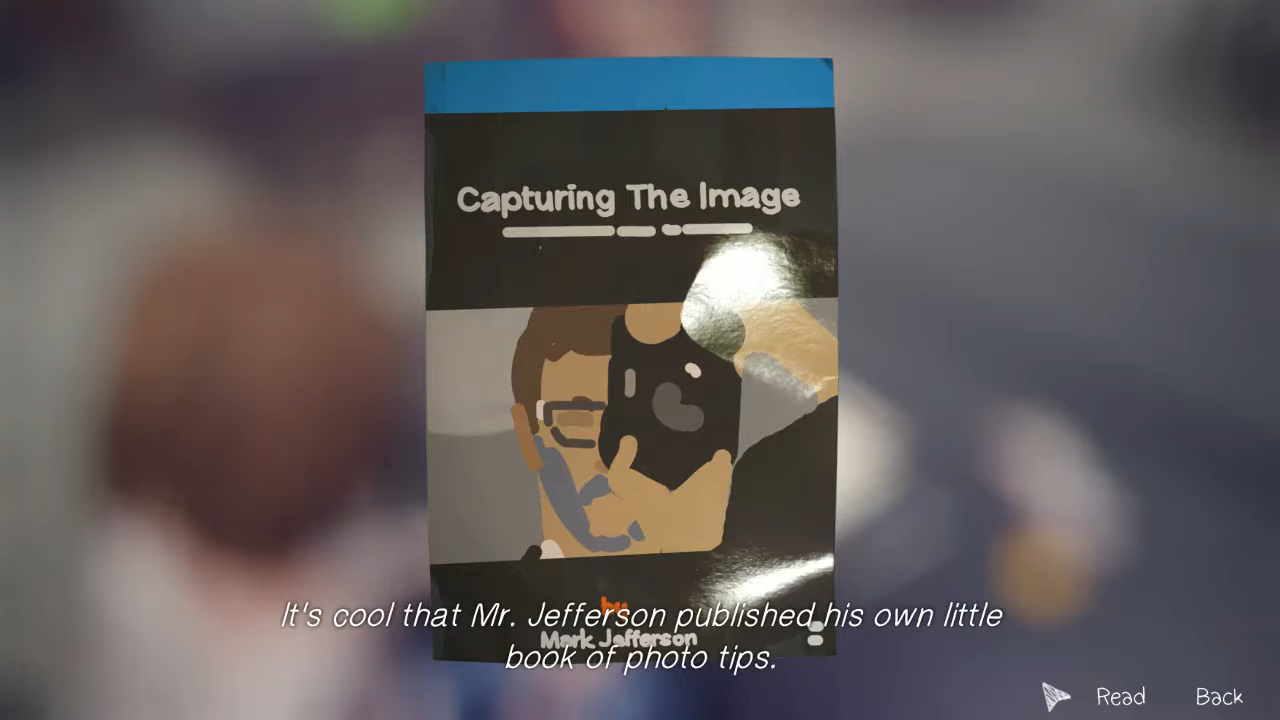 Capturing The Image
by
It's cool that Mr. Jefferson published his own little
Mark Jefferson
book of photo tips.
Read
Back